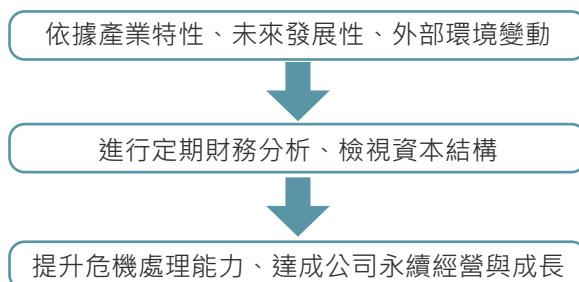 依據產業特性、未來發展性、外部環境變動
進行定期財務分析、檢視資本結構
提升危機處理能力、達成公司永續經營與成長